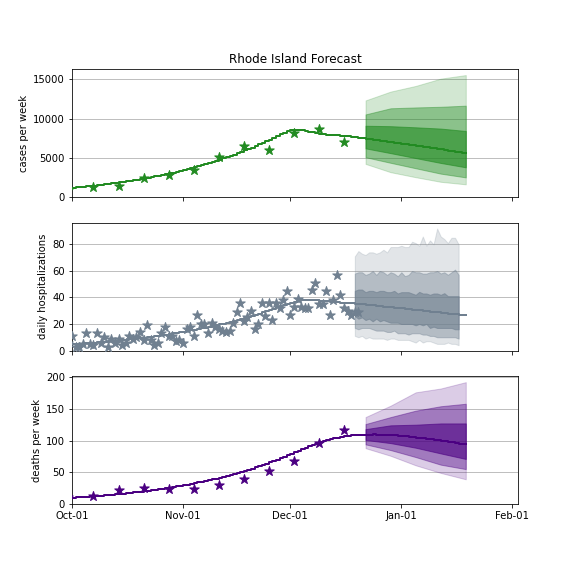 Rhode Island Forecast
cases per week
15000
10000
5000
0
daily hospitalizations
80
60
40
20
0
deaths per week
200
150
100
50
0
Oct-01 Nov-01 Dec-01 Jan-01 Feb-01